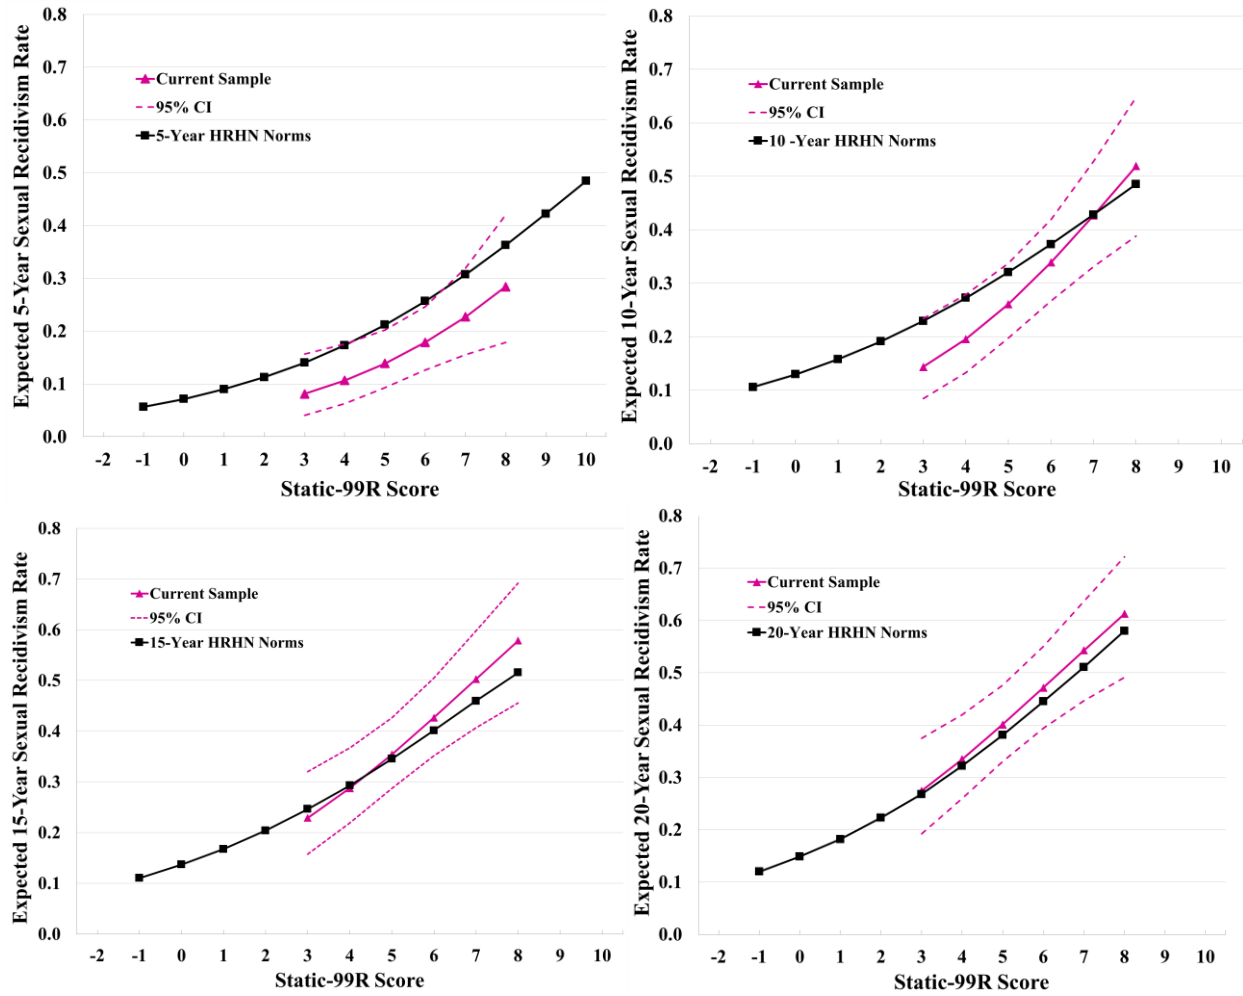 Expected 5-Year Sexual Recidivism Rate
0.8
0.7
0.6
0.5
0.4
0.3
0.2
0.1
0.0
Current Sample
95% CI
5-Year HRHN Norms
-2 -1 0 1 2 3 4 5 6 7 8 9 10
Static-99R Score
Expected 10-Year Sexual Recidivism Rate
0.8
0.7
0.6
0.5
0.4
0.3
0.2
0.1
0.0
Current Sample
95% CI
10 -Year HRHN Norms
-2 -1 0 1 2 3 4 5 6 7 8 9 10
Static-99R Score
Expected 15-Year Sexual Recidivism Rate
0.8
0.7
0.6
0.5
0.4
0.3
0.2
0.1
0.0
Current Sample
95% CI
15-Year HRHN Norms
-2 -1 0 1 2 3 4 5 6 7 8 9 10
Static-99R Score
Expected 20-Year Sexual Recidivism Rate
0.8
0.7
0.6
0.5
0.4
0.3
0.2
0.1
0.0
Current Sample
95% CI
20-Year HRHN Norms
-2 -1 0 1 2 3 4 5 6 7 8 9 10
Static-99R Score